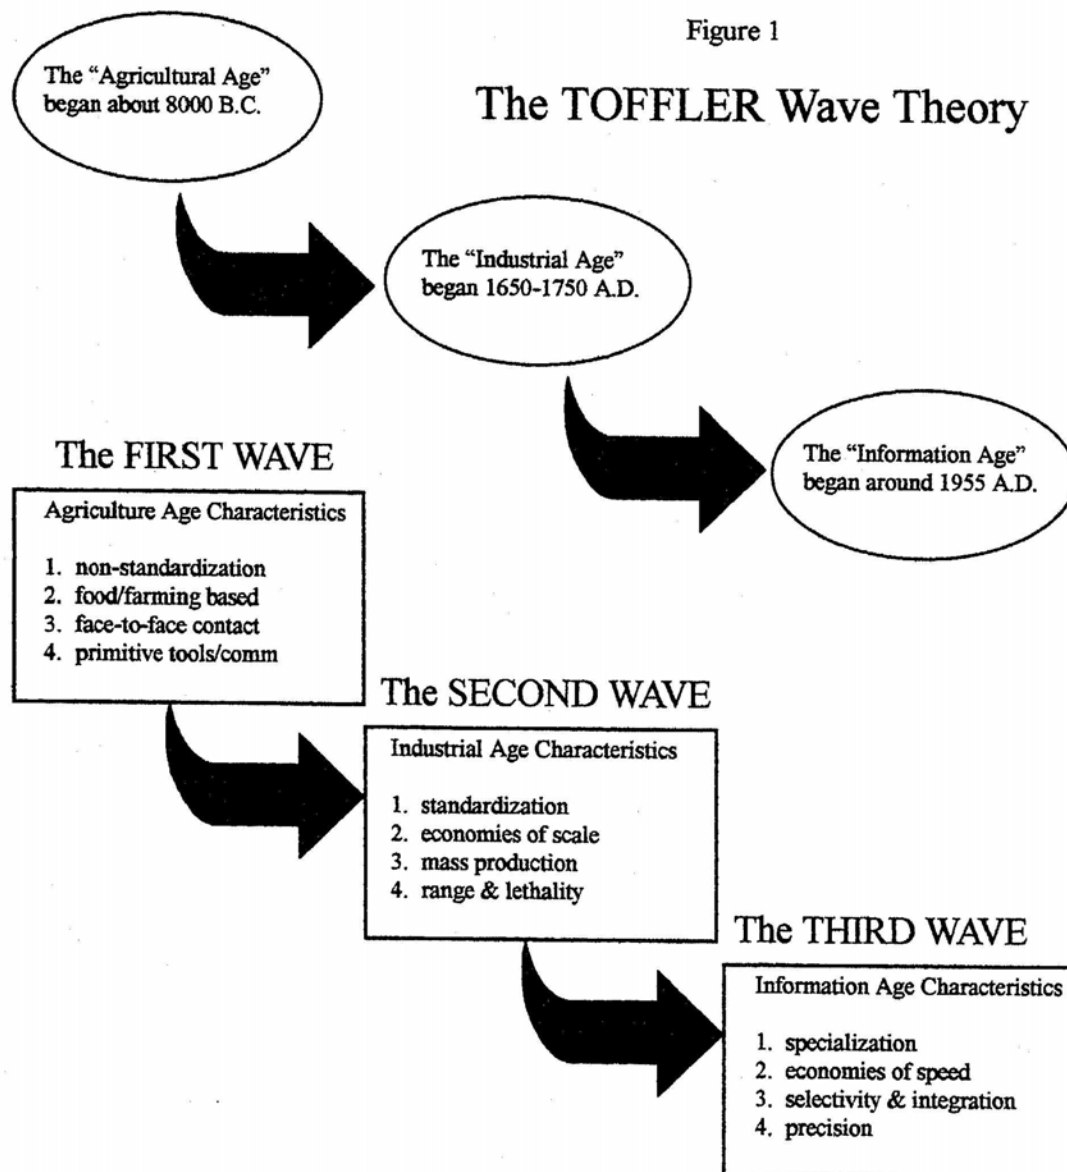 Figure 1
The TOFFLER Wave Theory
The “Agricultural Age”
began about 8000 B.C.
The “Industrial Age”
began 1650-1750 A.D.
The “Information Age”
began around 1955 A.D.
The FIRST WAVE
Agriculture Age Characteristics
1. non-standardization
2. food/farming based
3. face-to-face contact
4. primitive tools/comm
The SECOND WAVE
Industrial Age Characteristics
1. standardization
2. economies of scale
3. mass production
4. range & lethality
The THIRD WAVE
Information Age Characteristics
1. specialization
2. economies of speed
3. selectivity & integration
4. precision